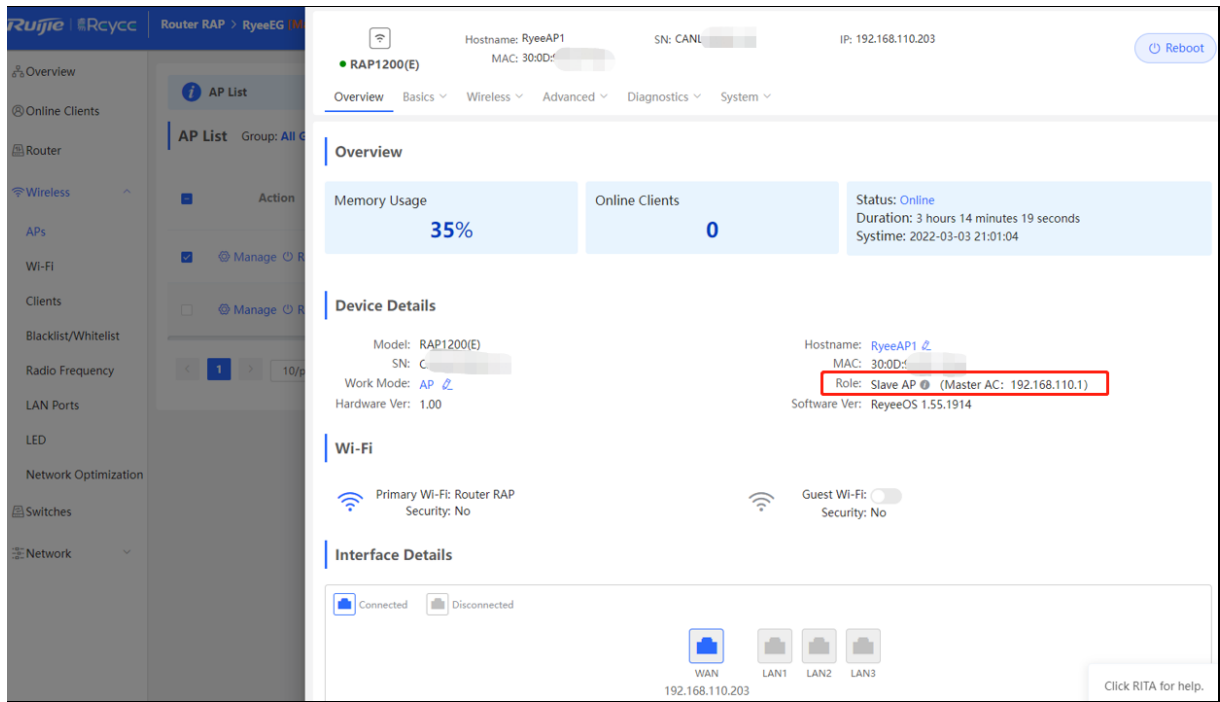 Ruijie | Rcycc
Router RAP > RyeeEG
Overview
Online Clients
Router
Wireless
APs
Wi-Fi
Clients
Blacklist/Whitelist
Radio Frequency
LAN Ports
LED
Network Optimization
Switches
Network
AP List
AP List Group: All G
Action
Manage R
Manage R
1 10/p
RAP1200(E)
Hostname: RyeeAP1
SN: CANL
IP: 192.168.110.203
MAC: 30:0D:
Reboot
Overview Basics Wireless Advanced Diagnostics System
Overview
Memory Usage
35%
Online Clients
0
Status: Online
Duration: 3 hours 14 minutes 19 seconds
Systime: 2022-03-03 21:01:04
Device Details
Model: RAP1200(E)
SN: C
Work Mode: AP
Hardware Ver: 1.00
Hostname: RyeeAP1
MAC: 30:0D:
Role: Slave AP (Master AC: 192.168.110.1)
Software Ver: ReyeeOS 1.55.1914
Wi-Fi
Primary Wi-Fi: Router RAP
Security: No
Guest Wi-Fi:
Security: No
Interface Details
Connected Disconnected
WAN LAN1 LAN2 LAN3
192.168.110.203
Click RITA for help.